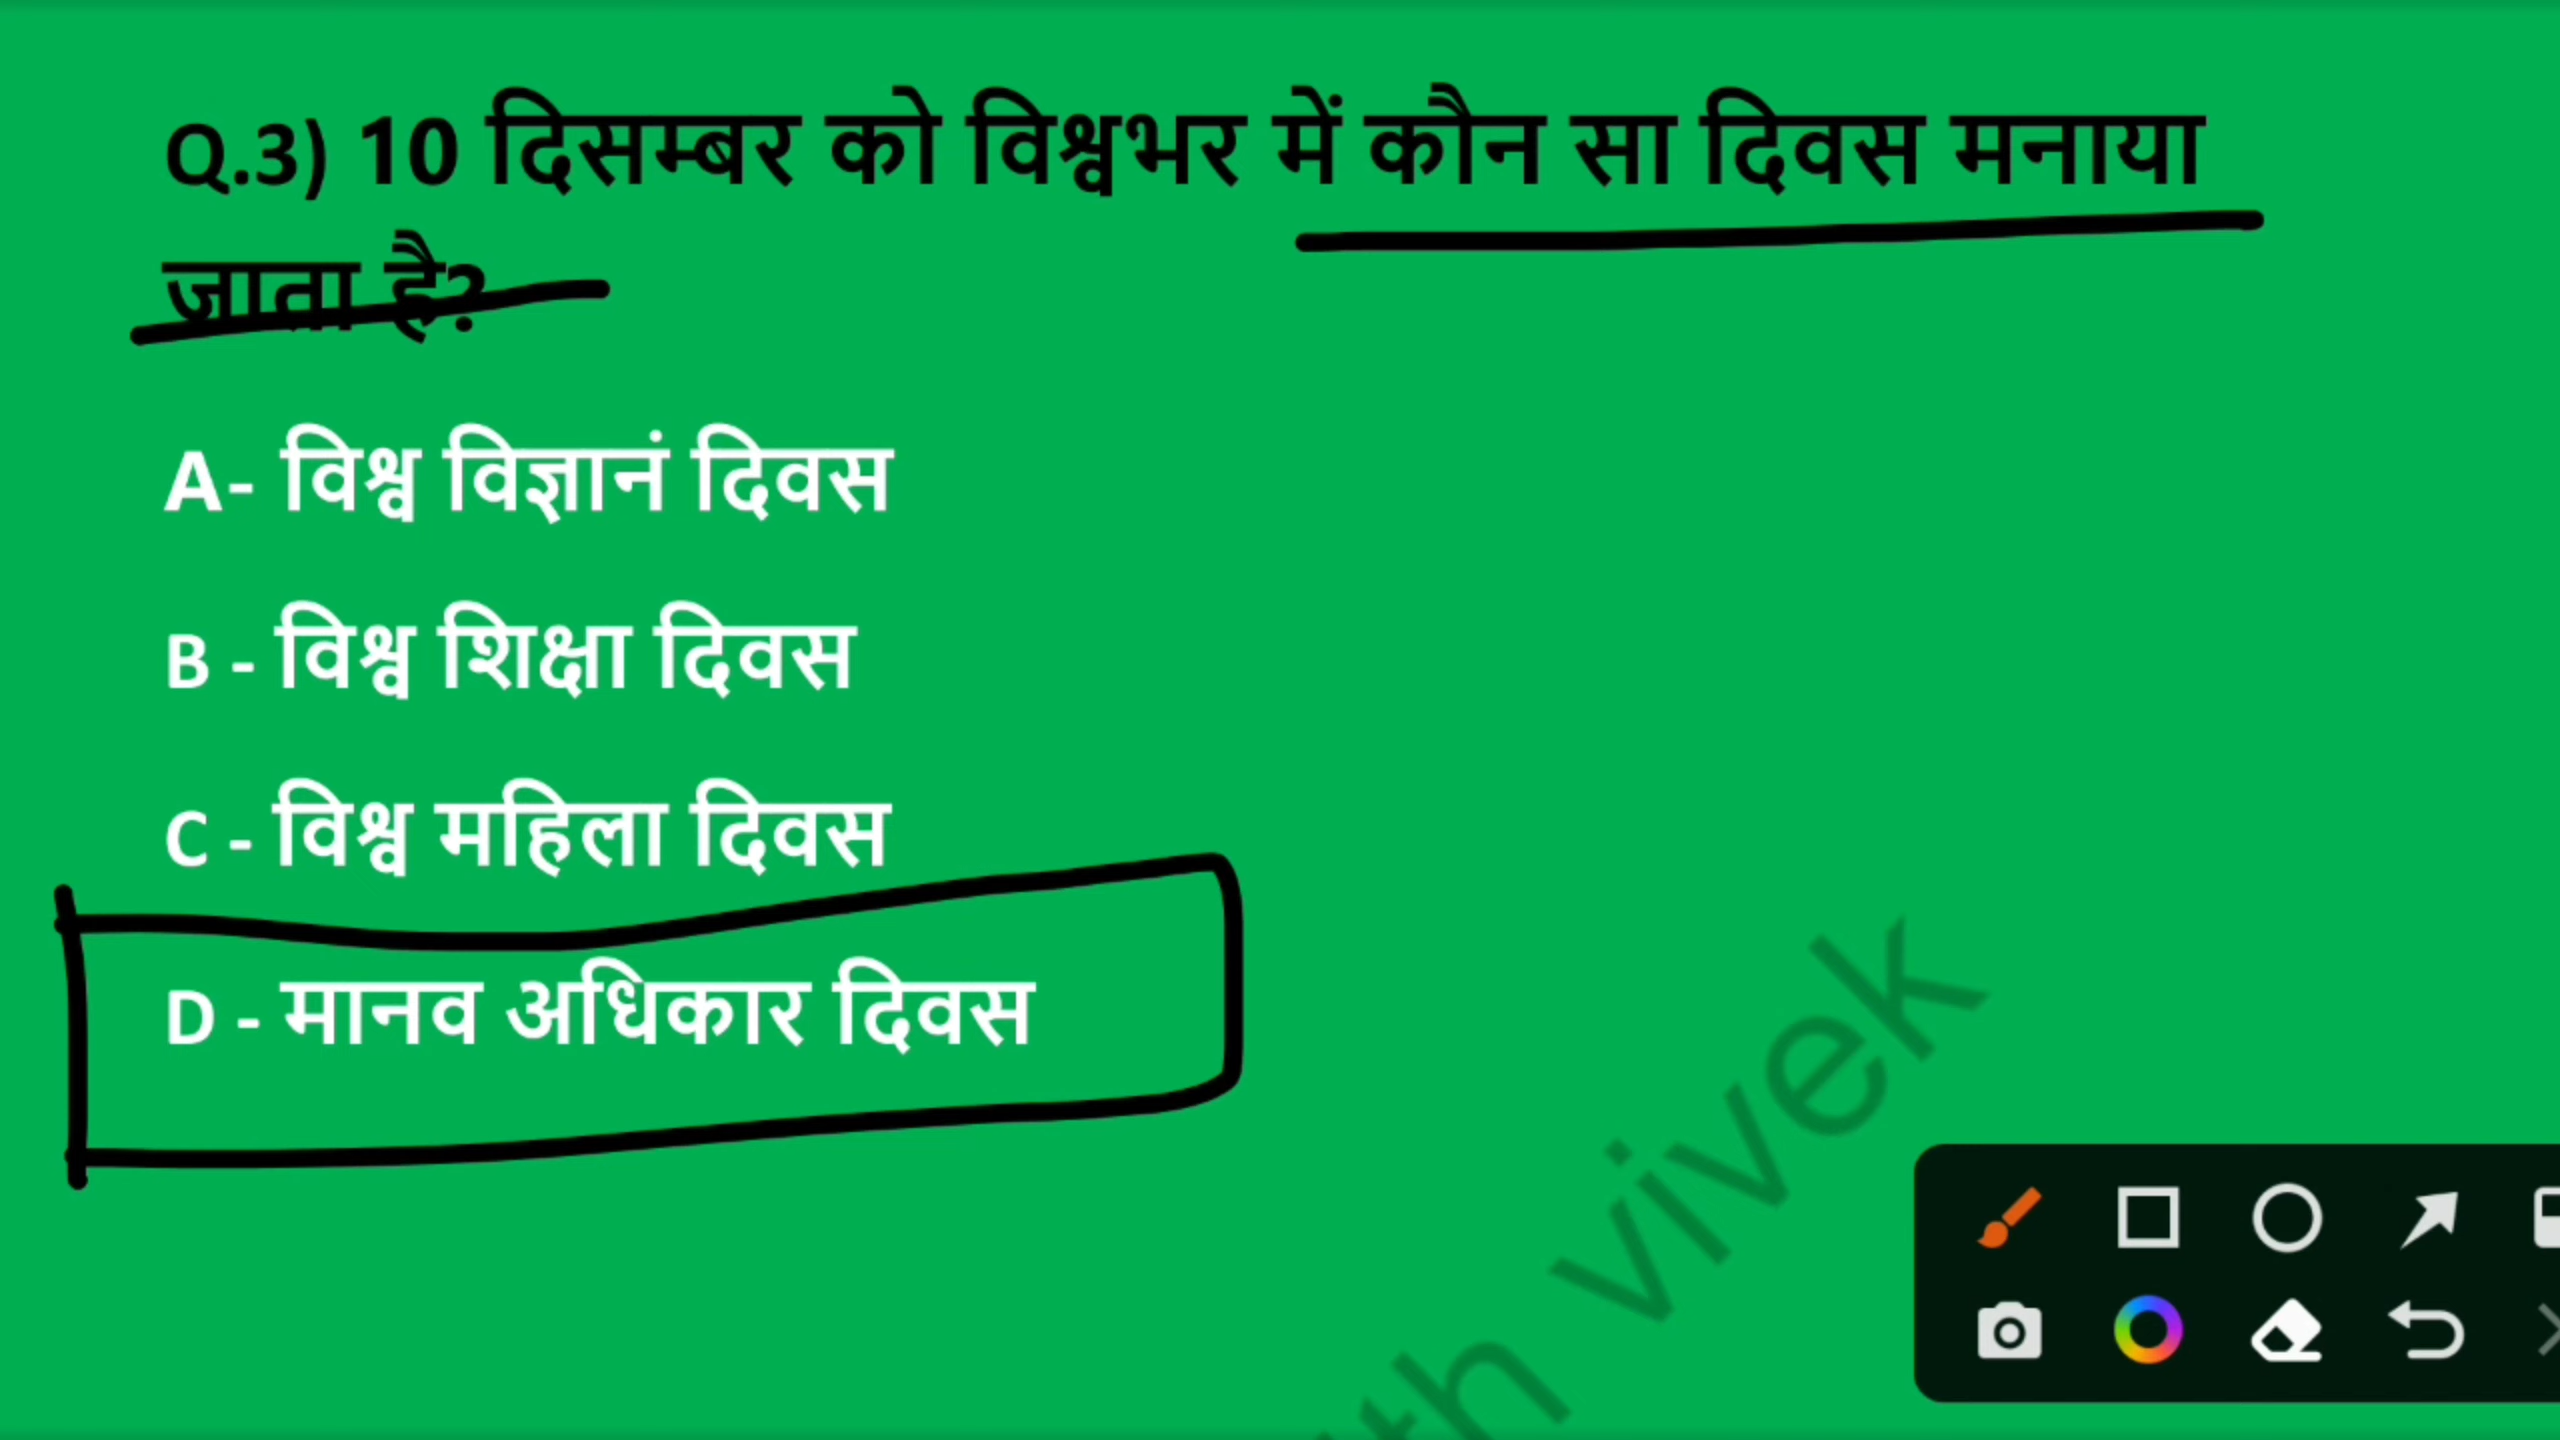 Q.3) 10 दिसम्बर को विश्वभर में कौन सा दिवस मनाया
जाता है?
A- विश्व विज्ञानं दिवस
B - विश्व शिक्षा दिवस
C - विश्व महिला दिवस
D - मानव अधिकार दिवस
vivek